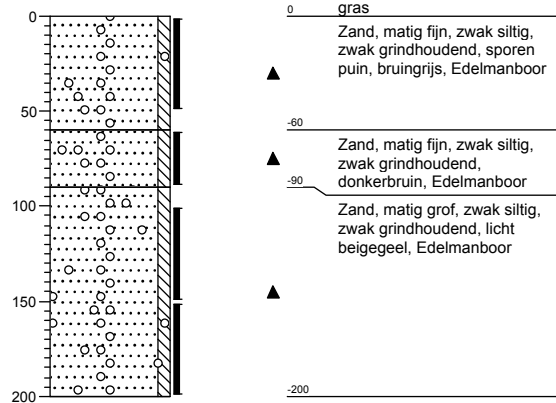 0
50
100
150
200
0
gras
Zand, matig fijn, zwak siltig,
zwak grindhoudend, sporen
puin, bruingrijs, Edelmanboor
-60
Zand, matig fijn, zwak siltig,
zwak grindhoudend,
donkerbruin, Edelmanboor
-90
Zand, matig grof, zwak siltig,
zwak grindhoudend, licht
beigegeel, Edelmanboor
-200